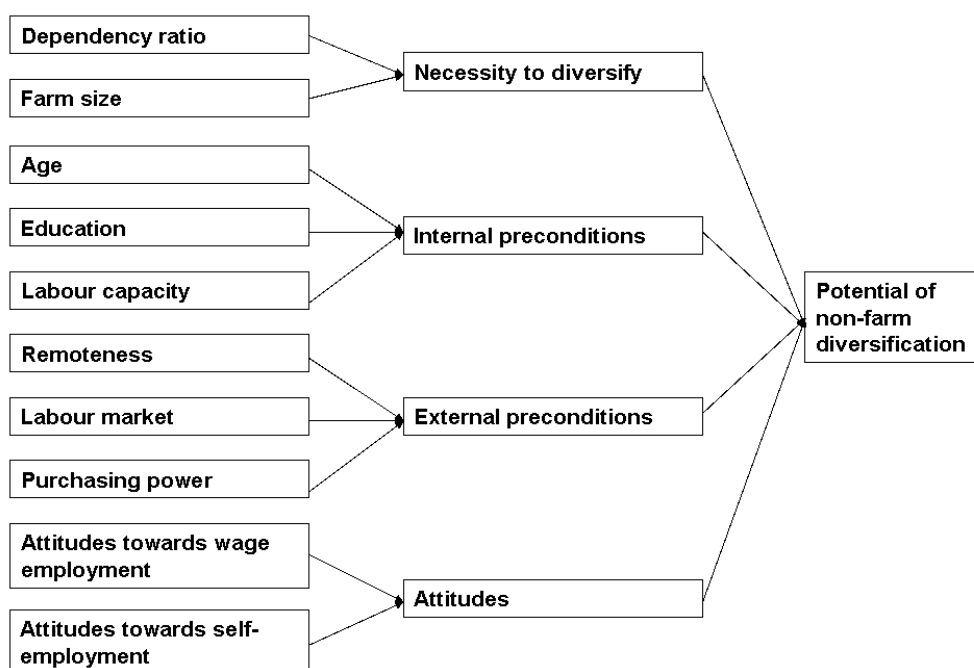 Dependency ratio
Farm size
Necessity to diversify
Age
Education
Labour capacity
Internal preconditions
Remoteness
Labour market
Purchasing power
External preconditions
Attitudes towards wage
employment
Attitudes towards self-
employment
Attitudes
Potential of
non-farm
diversification